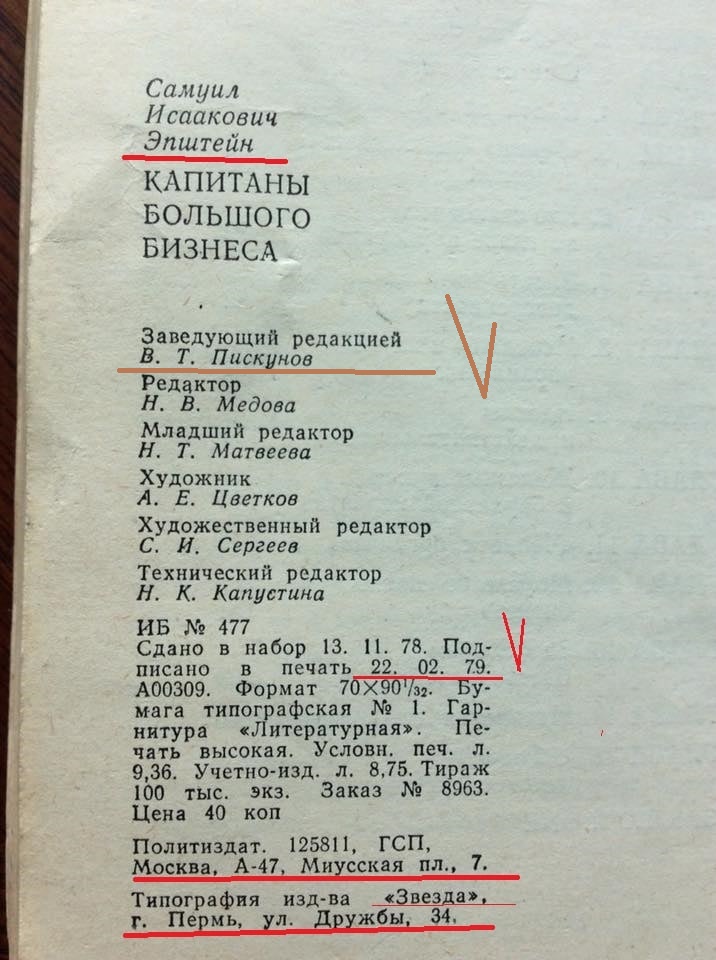 Самуил
Исаакович
Эпштейн
КАПИТАНЫ
БОЛЬШОГО
БИЗНЕСА
Заведующий редакцией
В. Т. Пискунов
Редактор
Н. В. Медова
Младший редактор
Н. Т. Матвеева
Художник
А. Е. Цветков
Художественный редактор
С. И. Сергеев
Технический редактор
Н. К. Капустина
ИБ № 477
Сдано в набор 13. 11. 78. Под-
писано в печать 22. 02. 79.
А00309. Формат 70X90¹/₃₂. Бу-
мага типографская № 1. Гар-
нитура «Литературная». Пе-
чать высокая. Условн. печ. л.
9,36. Учетно-изд. л. 8,75. Тираж
100 тыс. экз. Заказ № 8963.
Цена 40 коп
Политиздат. 125811, ГСП,
Москва, А-47, Миусская пл., 7.
Типография изд-ва «Звезда»,
г. Пермь, ул. Дружбы, 34.